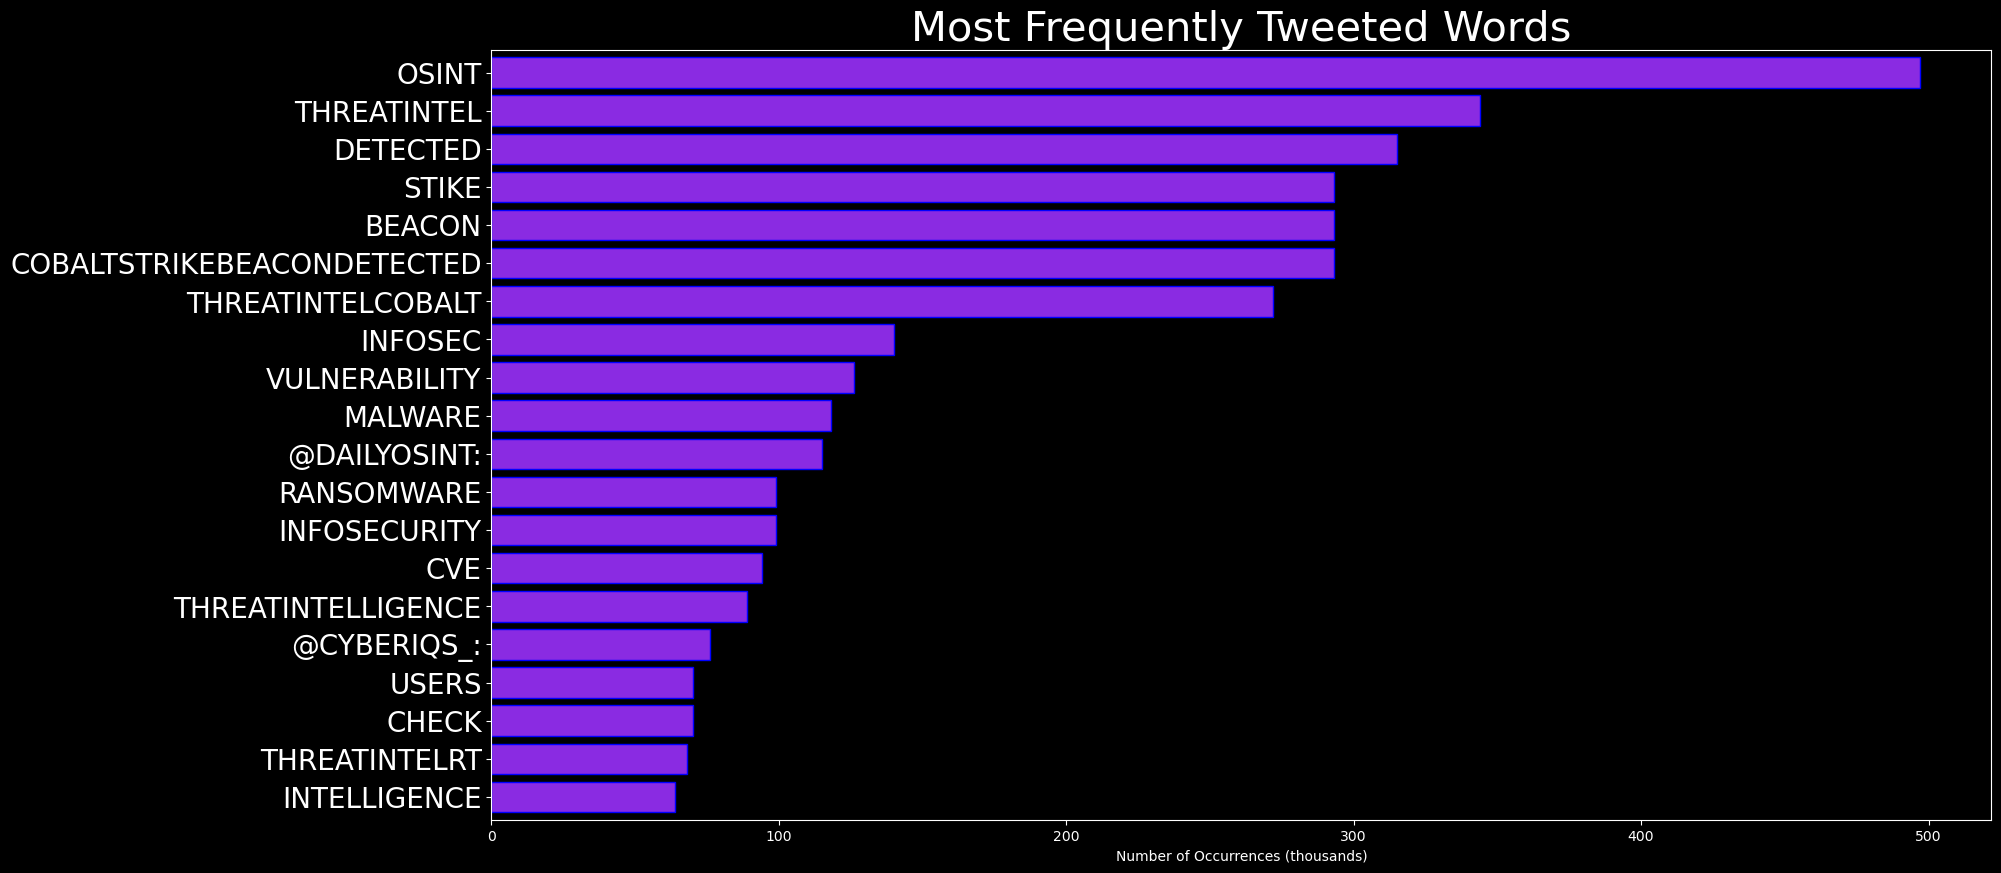 Most Frequently Tweeted Words
OSINT
THREATINTEL
DETECTED
STIKE
BEACON
COBALTSTRIKEBEACONDETECTED
THREATINTELCOBALT
INFOSEC
VULNERABILITY
MALWARE
@DAILYOSINT:
RANSOMWARE
INFOSECURITY
CVE
THREATINTELLIGENCE
@CYBERIQS_:
USERS
CHECK
THREATINTELRT
INTELLIGENCE
0 100 200 300 400 500
Number of Occurrences (thousands)